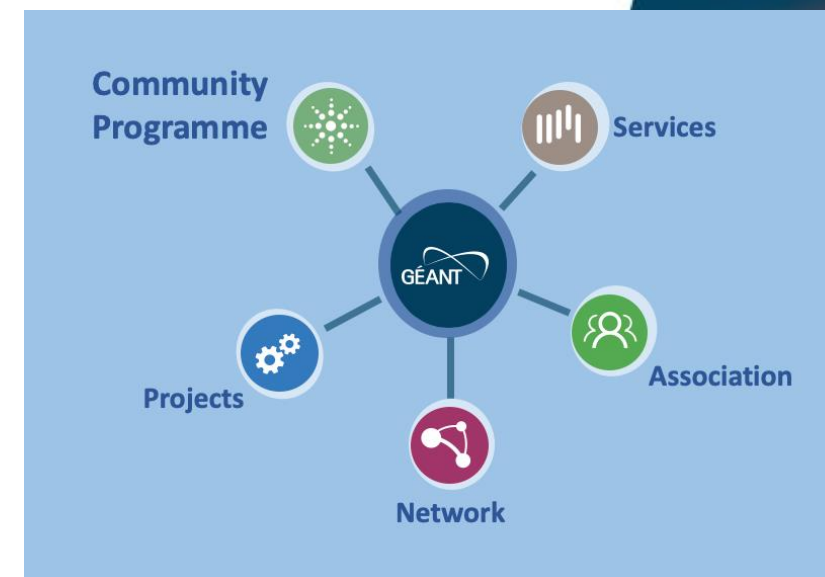 Community
Programme
Services
GÉANT
Association
Projects
Network